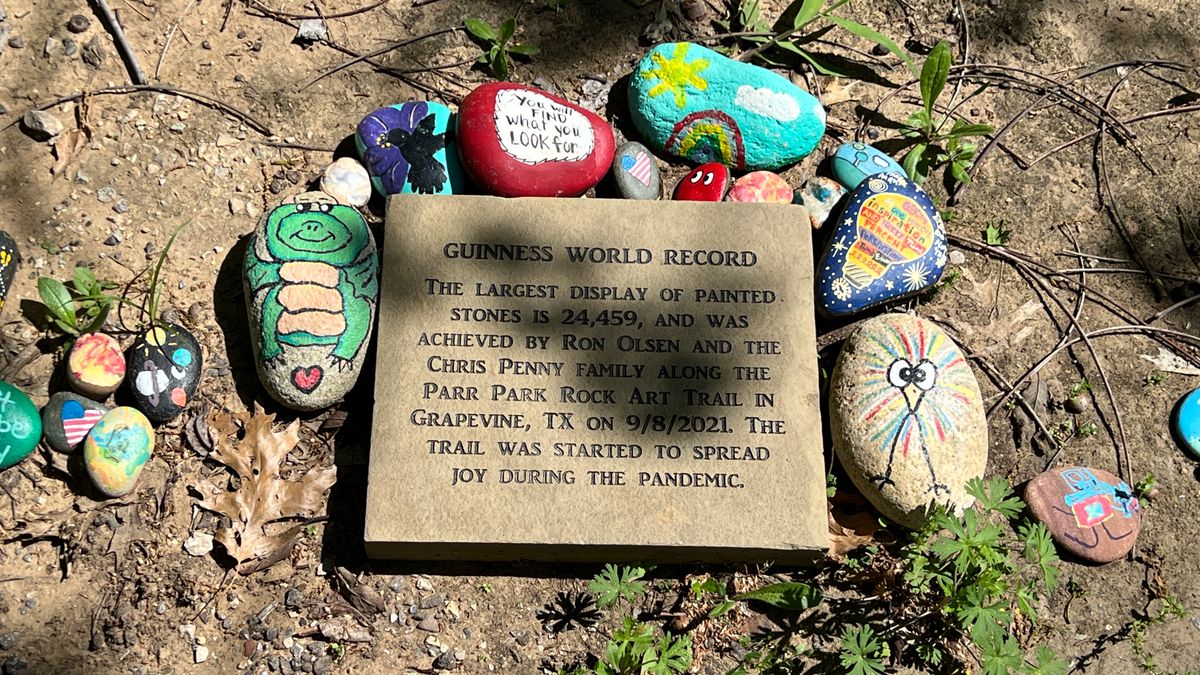 You will
FIND
what you
LOOK for
GUINNESS WORLD RECORD
THE LARGEST DISPLAY OF PAINTED
STONES IS 24,459, AND WAS
ACHIEVED BY RON OLSEN AND THE
CHRIS PENNY FAMILY ALONG THE
PARR PARK ROCK ART TRAIL IN
GRAPEVINE, TX ON 9/8/2021. THE
TRAIL WAS STARTED TO SPREAD
JOY DURING THE PANDEMIC.
inspiration